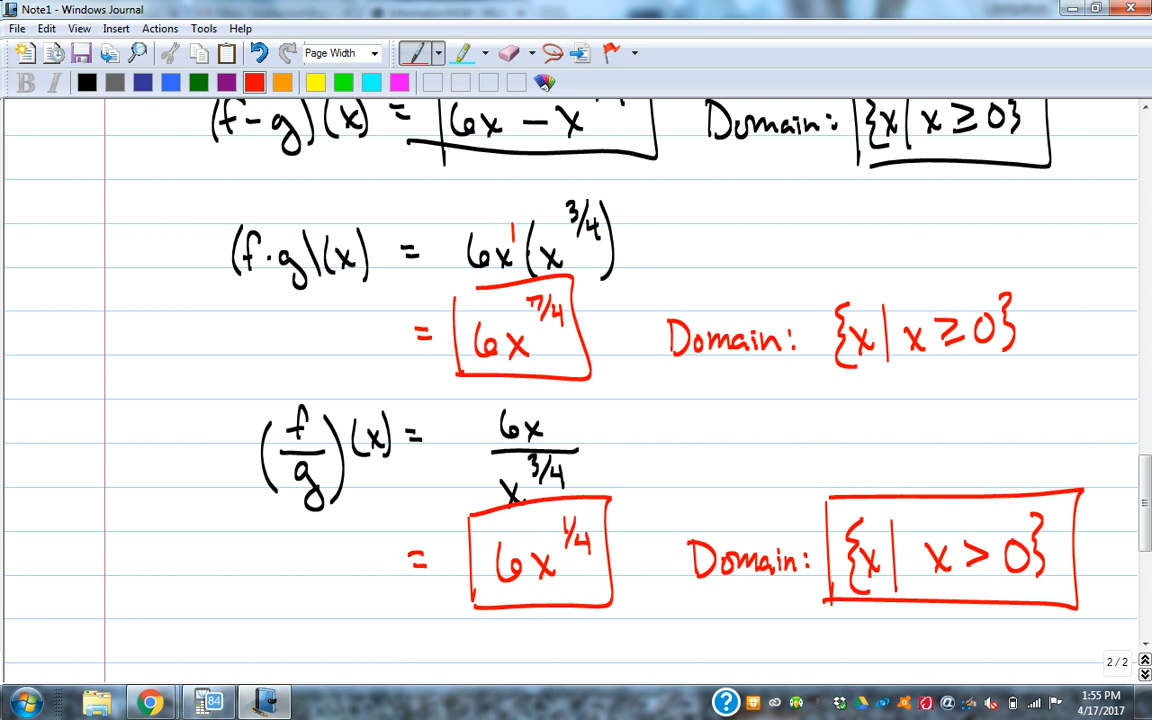 Note1 - Windows Journal
File Edit View Insert Actions Tools Help
Page Width
B I
(f-g)(x) = 6x - x Domain: {x| x ≥ 0}
(f·g)(x) = 6x¹(x^3/4)
= 6x^7/4 Domain: {x| x ≥ 0}
(f/g)(x) = 6x/x^3/4
= 6x^1/4 Domain: {x| x > 0}
2 / 2
84
1:55 PM
4/17/2017